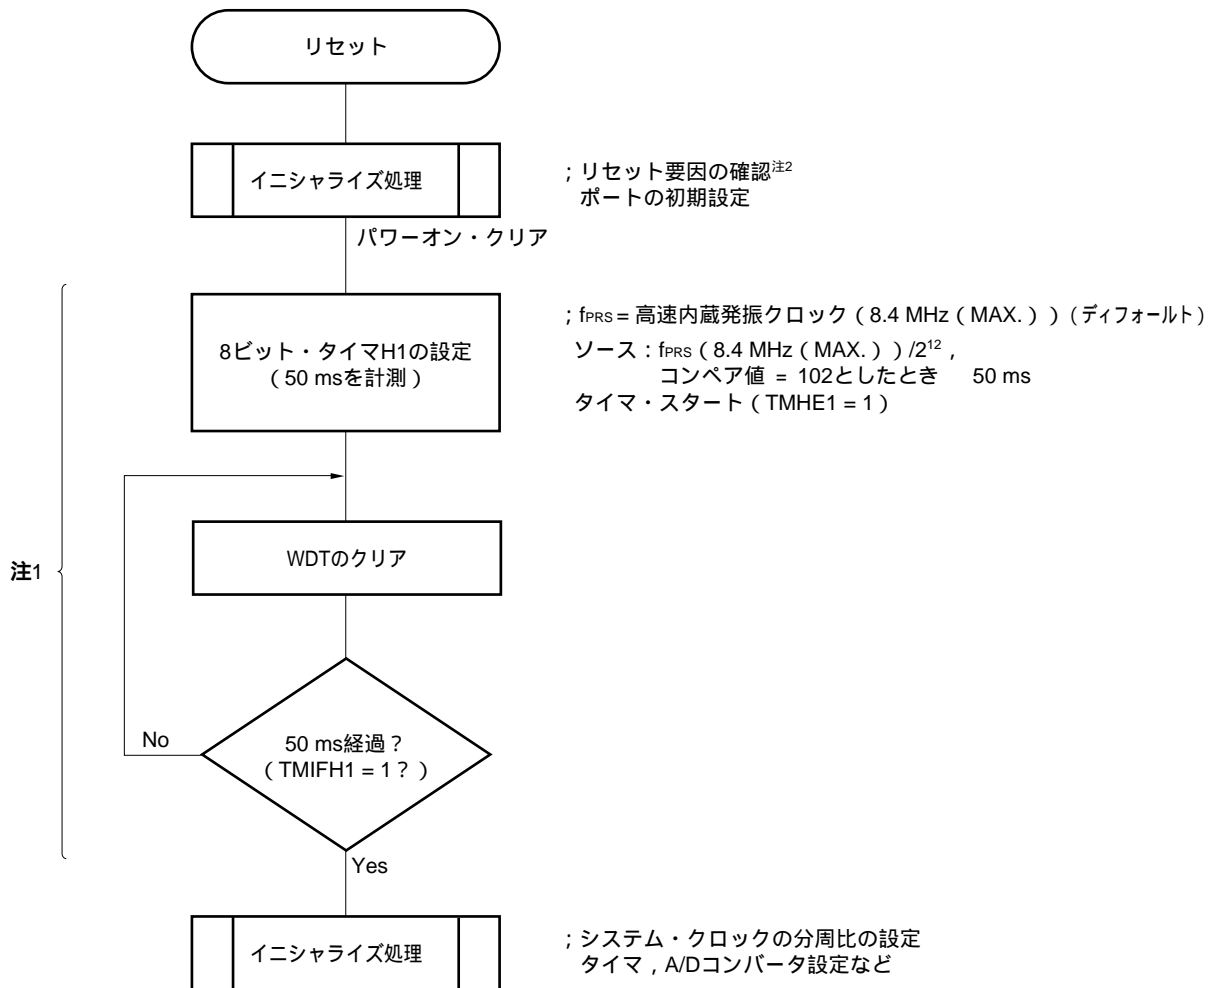 リセット
イニシャライズ処理
;リセット要因の確認注2
ポートの初期設定
パワーオン・クリア
8ビット・タイマH1の設定
(50 msを計測)
;fPRS = 高速内蔵発振クロック(8.4 MHz(MAX.))(ディフォールト)
ソース:fPRS(8.4 MHz(MAX.))/2¹²,
コンペア値 = 102としたとき 50 ms
タイマ・スタート(TMHE1 = 1)
WDTのクリア
注1
No
50 ms経過?
(TMIFH1 = 1?)
Yes
イニシャライズ処理
;システム・クロックの分周比の設定
タイマ,A/Dコンバータ設定など